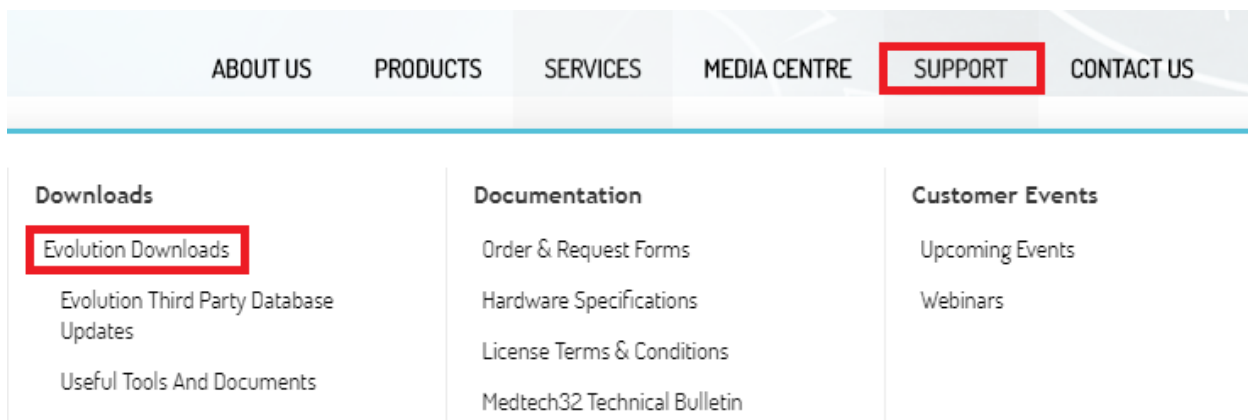 ABOUT US PRODUCTS SERVICES MEDIA CENTRE SUPPORT CONTACT US
Downloads
Evolution Downloads
Evolution Third Party Database
Updates
Useful Tools And Documents
Documentation
Order & Request Forms
Hardware Specifications
License Terms & Conditions
Medtech32 Technical Bulletin
Customer Events
Upcoming Events
Webinars